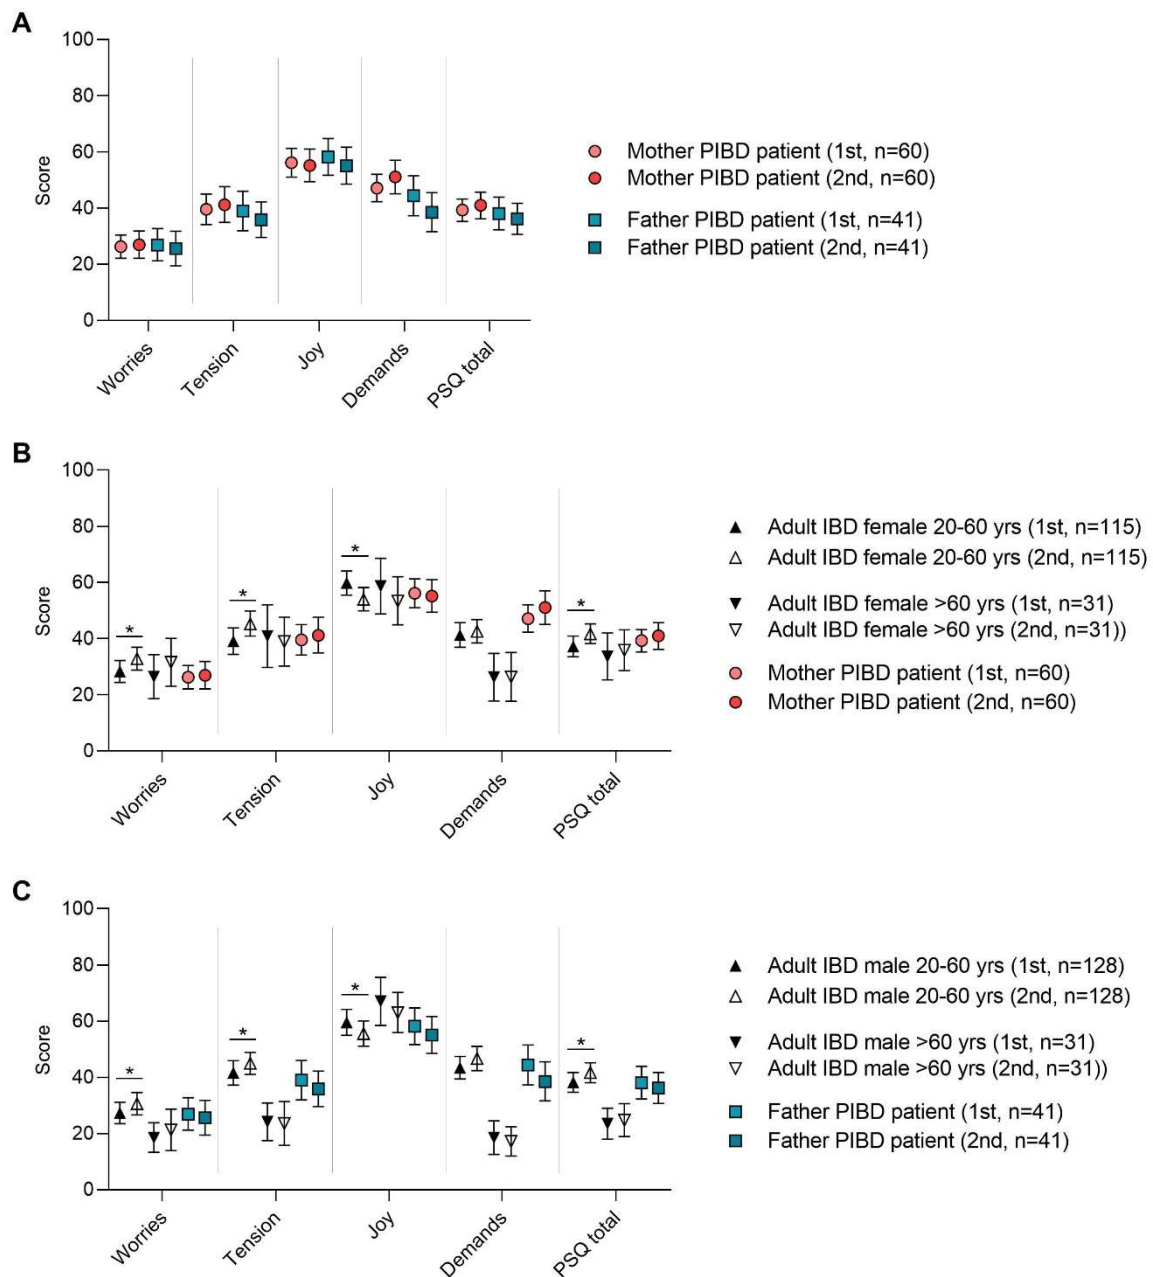 A
100
80
60
40
20
0
Score
Worries
Tension
Joy
Demands
PSQ total
Mother PIBD patient (1st, n=60)
Mother PIBD patient (2nd, n=60)
Father PIBD patient (1st, n=41)
Father PIBD patient (2nd, n=41)
B
100
80
60
40
20
0
Score
* * * *
Worries
Tension
Joy
Demands
PSQ total
Adult IBD female 20-60 yrs (1st, n=115)
Adult IBD female 20-60 yrs (2nd, n=115)
Adult IBD female >60 yrs (1st, n=31)
Adult IBD female >60 yrs (2nd, n=31))
Mother PIBD patient (1st, n=60)
Mother PIBD patient (2nd, n=60)
C
100
80
60
40
20
0
Score
* * * *
Worries
Tension
Joy
Demands
PSQ total
Adult IBD male 20-60 yrs (1st, n=128)
Adult IBD male 20-60 yrs (2nd, n=128)
Adult IBD male >60 yrs (1st, n=31)
Adult IBD male >60 yrs (2nd, n=31))
Father PIBD patient (1st, n=41)
Father PIBD patient (2nd, n=41)